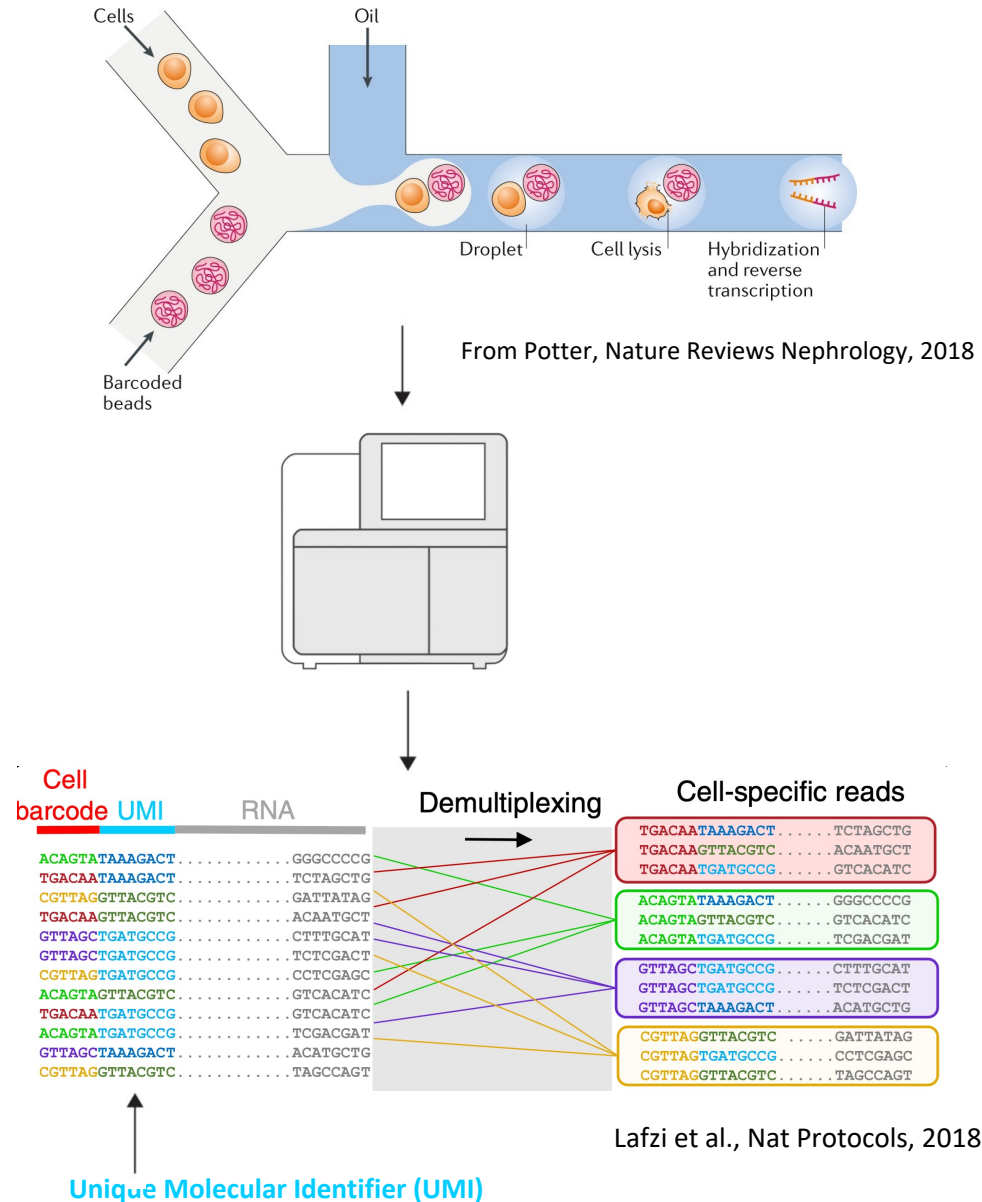 Cells
Oil
Droplet
Cell lysis
Hybridization
and reverse
transcription
Barcoded
beads
From Potter, Nature Reviews Nephrology, 2018
Cell
barcode UMI RNA
Demultiplexing
Cell-specific reads
ACAGTATAAAGACT............GGGCCCCG
TGACAATAAAGACT............TCTAGCTG
CGTTAGGTTACGTC............GATTATAG
TGACAAGTTACGTC............ACAATGCT
GTTAGCTGATGCCG............CTTTGCAT
GTTAGCTGATGCCG............TCTCGACT
CGTTAGTGATGCCG............CCTCGAGC
ACAGTAGTTACGTC............GTCACATC
TGACAATGATGCCG............GTCACATC
ACAGTATGATGCCG............TCGACGAT
GTTAGCTAAAGACT............ACATGCTG
CGTTAGGTTACGTC............TAGCCAGT
TGACAATAAAGACT......TCTAGCTG
TGACAAGTTACGTC......ACAATGCT
TGACAATGATGCCG......GTCACATC
ACAGTATAAAGACT......GGGCCCCG
ACAGTAGTTACGTC......GTCACATC
ACAGTATGATGCCG......TCGACGAT
GTTAGCTGATGCCG......CTTTGCAT
GTTAGCTGATGCCG......TCTCGACT
GTTAGCTAAAGACT......ACATGCTG
CGTTAGGTTACGTC ......GATTATAG
CGTTAGTGATGCCG......CCTCGAGC
CGTTAGGTTACGTC......TAGCCAGT
Lafzi et al., Nat Protocols, 2018
Unique Molecular Identifier (UMI)